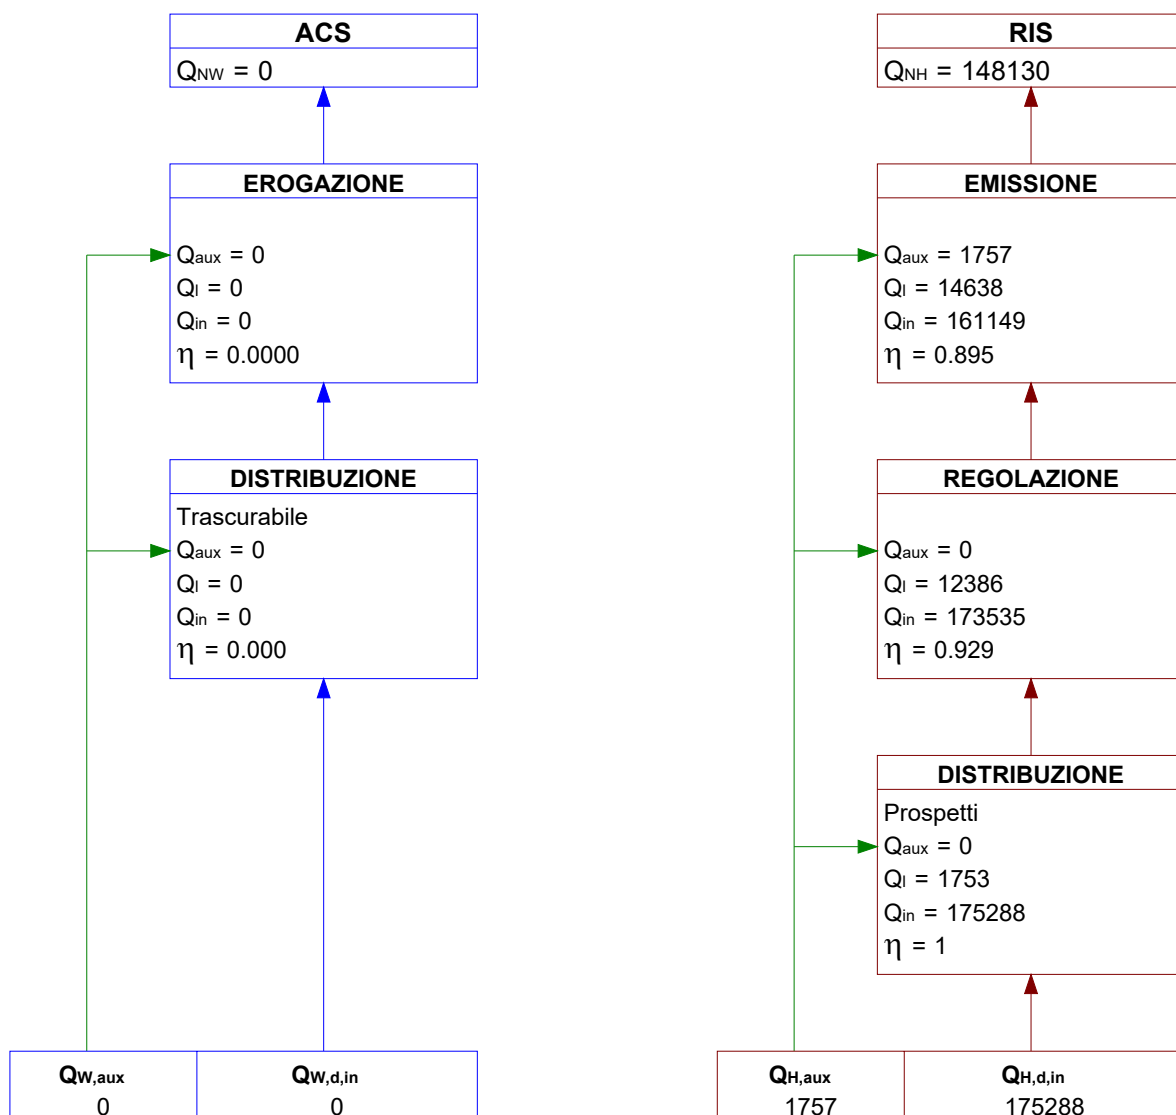 ACS
QNW = 0
EROGAZIONE
Qaux = 0
Ql = 0
Qin = 0
η = 0.0000
DISTRIBUZIONE
Trascurabile
Qaux = 0
Ql = 0
Qin = 0
η = 0.000
QW,aux
0
QW,d,in
0
RIS
QNH = 148130
EMISSIONE
Qaux = 1757
Ql = 14638
Qin = 161149
η = 0.895
REGOLAZIONE
Qaux = 0
Ql = 12386
Qin = 173535
η = 0.929
DISTRIBUZIONE
Prospetti
Qaux = 0
Ql = 1753
Qin = 175288
η = 1
QH,aux
1757
QH,d,in
175288